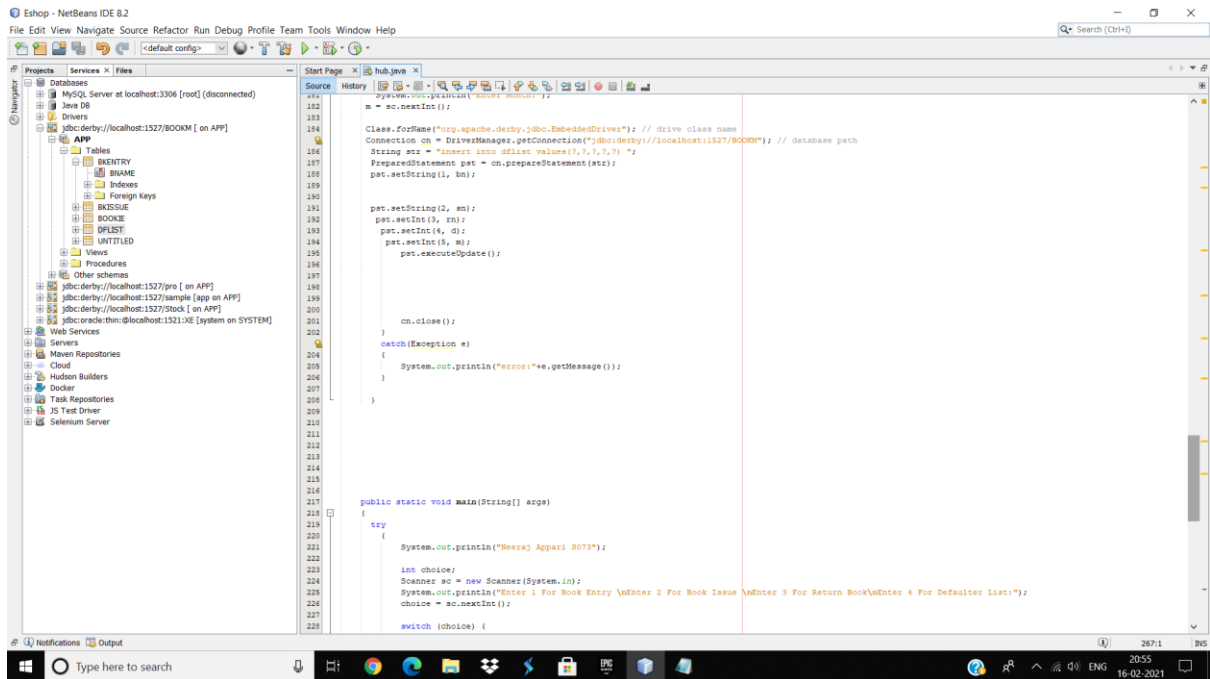 Eshop - NetBeans IDE 8.2
File Edit View Navigate Source Refactor Run Debug Profile Team Tools Window Help
Search (Ctrl+I)
<default config>
Projects Services × Files
Start Page × hub.java ×
Navigator
Source History
Databases
MySQL Server at localhost:3306 [root] (disconnected)
Java DB
Drivers
jdbc:derby://localhost:1527/BOOKM [ on APP]
APP
Tables
BKENTRY
BNAME
Indexes
Foreign Keys
BKISSUE
BOOKIE
DFLIST
UNTITLED
Views
Procedures
Other schemas
jdbc:derby://localhost:1527/pro [ on APP]
jdbc:derby://localhost:1527/sample [app on APP]
jdbc:derby://localhost:1527/Stock [ on APP]
jdbc:oracle:thin:@localhost:1521:XE [system on SYSTEM]
Web Services
Servers
Maven Repositories
Cloud
Hudson Builders
Docker
Task Repositories
JS Test Driver
Selenium Server
181 System.out.println("Enter Month:");
182 m = sc.nextInt();
183
184 Class.forName("org.apache.derby.jdbc.EmbeddedDriver"); // drive class name
Connection cn = DriverManager.getConnection("jdbc:derby://localhost:1527/BOOKM"); // database path
186 String str = "insert into dflist values(?,?,?,?,?) ";
187 PreparedStatement pst = cn.prepareStatement(str);
188 pst.setString(1, bn);
189
190
191 pst.setString(2, sn);
192 pst.setInt(3, rn);
193 pst.setInt(4, d);
194 pst.setInt(5, m);
195 pst.executeUpdate();
196
197
198
199
200
201 cn.close();
202 }
catch(Exception e)
204 {
205 System.out.println("error:"+e.getMessage());
206 }
207
208 }
209
210
211
212
213
214
215
216
217 public static void main(String[] args)
218 {
219 try
220 {
221 System.out.println("Neeraj Appari S073");
222
223 int choice;
224 Scanner sc = new Scanner(System.in);
225 System.out.println("Enter 1 For Book Entry \nEnter 2 For Book Issue \nEnter 3 For Return Book\nEnter 4 For Defaulter List:");
226 choice = sc.nextInt();
227
228 switch (choice) {
Notifications Output
267:1 INS
Type here to search
EPIC
ENG
20:55
16-02-2021